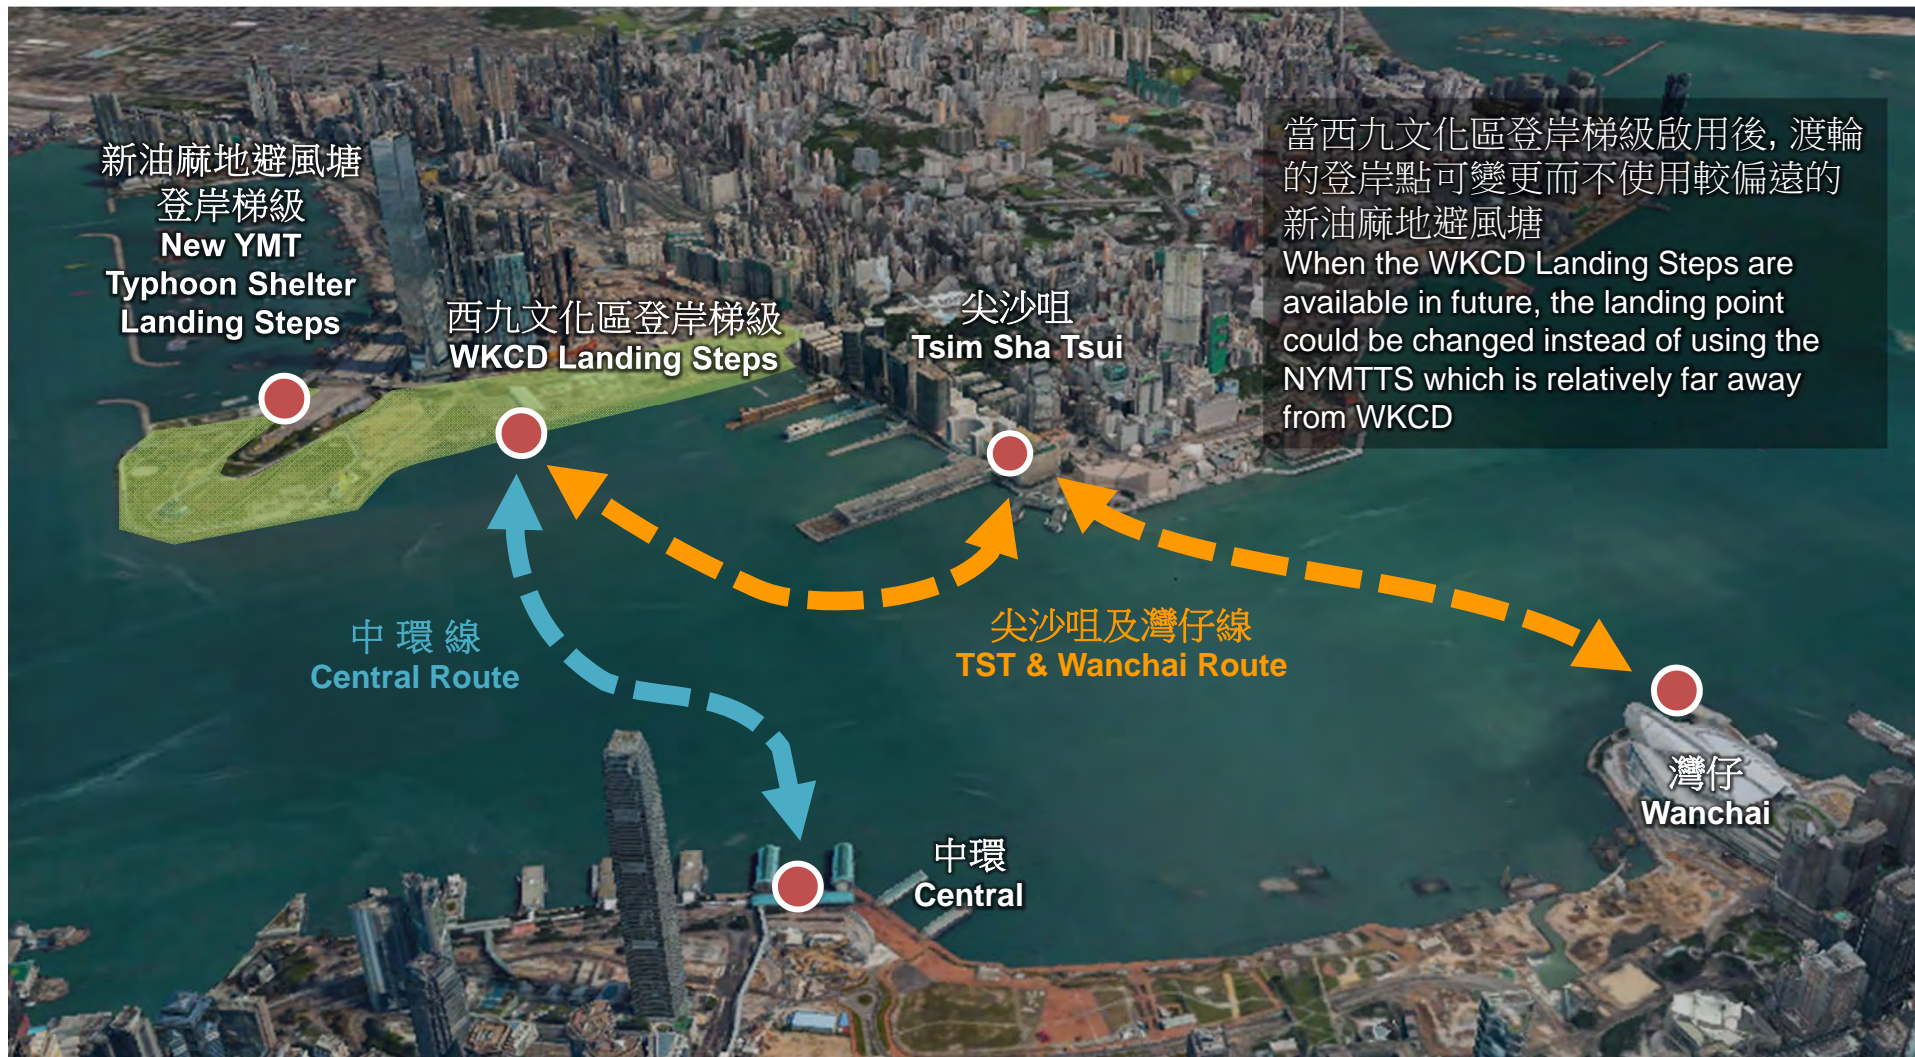 新油麻地避風塘
登岸梯級
New YMT
Typhoon Shelter
Landing Steps
西九文化區登岸梯級
WKCD Landing Steps
尖沙咀
Tsim Sha Tsui
當西九文化區登岸梯級啟用後, 渡輪
的登岸點可變更而不使用較偏遠的
新油麻地避風塘
When the WKCD Landing Steps are
available in future, the landing point
could be changed instead of using the
NYMTTS which is relatively far away
from WKCD
中 環 線
Central Route
尖沙咀及灣仔線
TST & Wanchai Route
灣仔
Wanchai
中環
Central